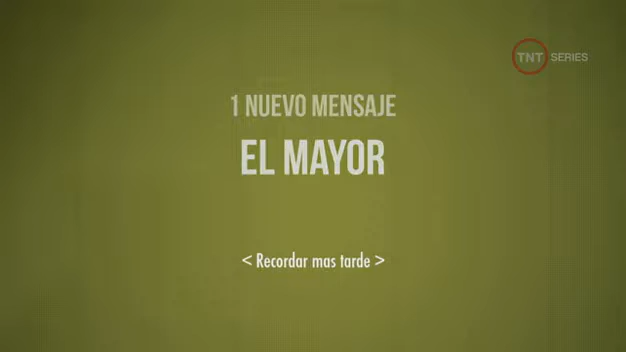 TNT SERIES
1 NUEVO MENSAJE
EL MAYOR
< Recordar mas tarde >